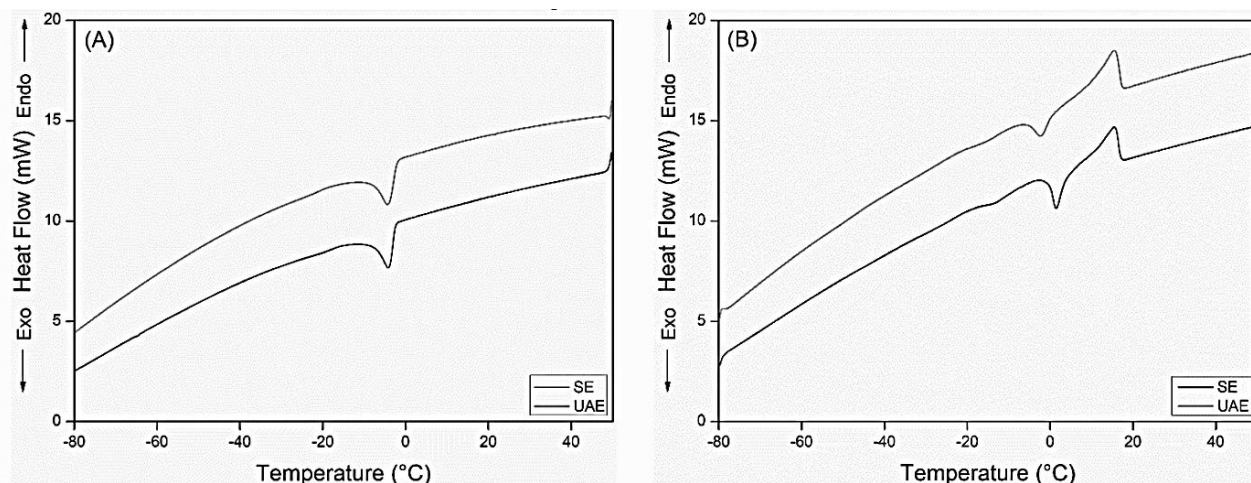 (A)
Exo Heat Flow (mW) Endo
20
15
10
5
0
-80 -60 -40 -20 0 20 40
Temperature (°C)
SE
UAE
(B)
Exo Heat Flow (mW) Endo
20
15
10
5
0
-80 -60 -40 -20 0 20 40
Temperature (°C)
SE
UAE